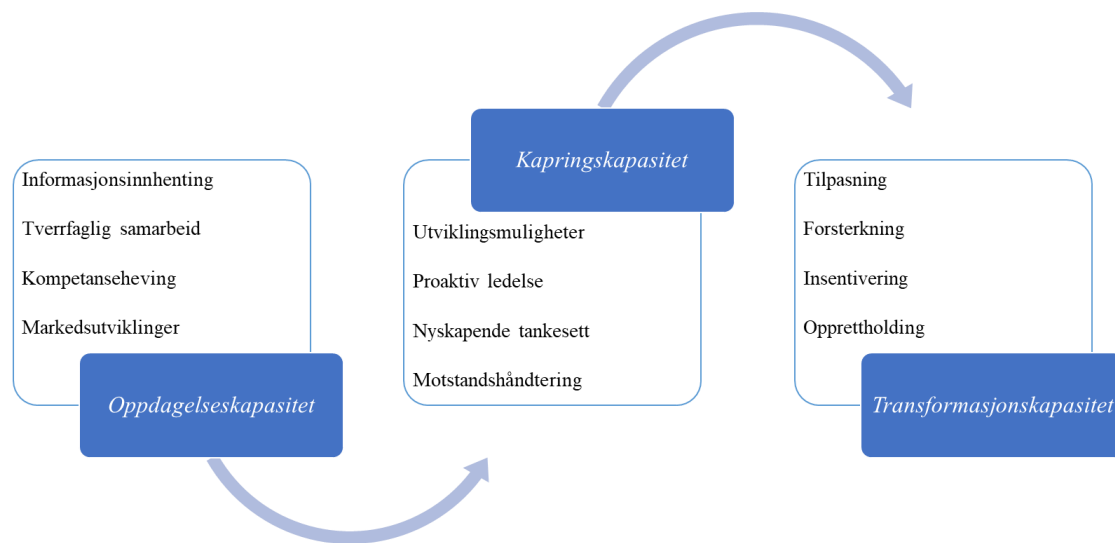 Informasjonsinnhenting
Tverrfaglig samarbeid
Kompetanseheving
Markedsutviklinger
Oppdagelseskapasitet
Kapringskapasitet
Utviklingsmuligheter
Proaktiv ledelse
Nyskapende tankesett
Motstandshåndtering
Tilpasning
Forsterkning
Insentivering
Opprettholding
Transformasjonskapasitet